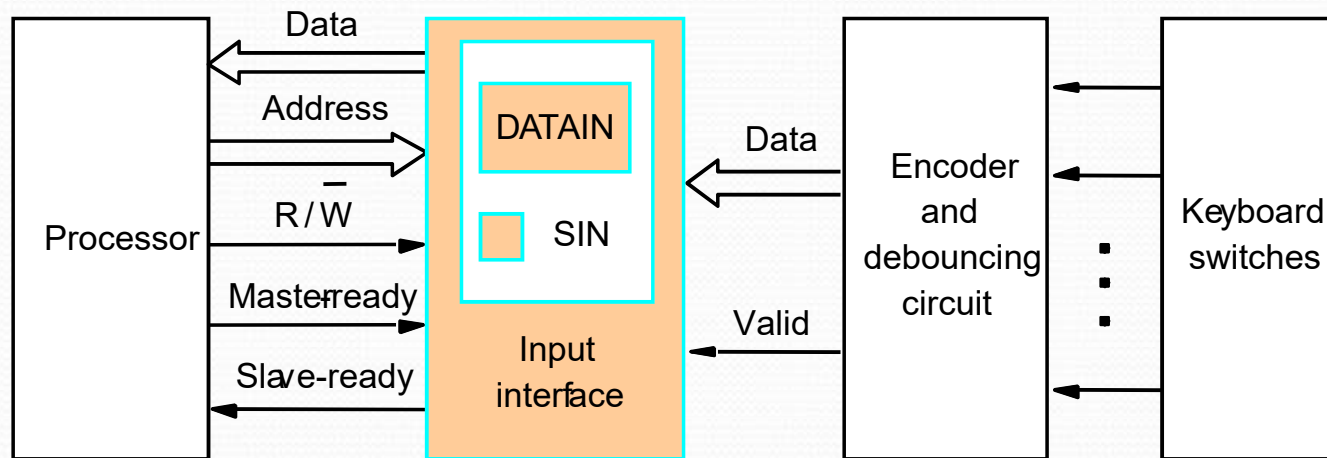 Data
Address
R / W̅
Master-ready
Slave-ready
Processor
DATAIN
SIN
Input
interface
Data
Valid
Encoder
and
debouncing
circuit
Keyboard
switches